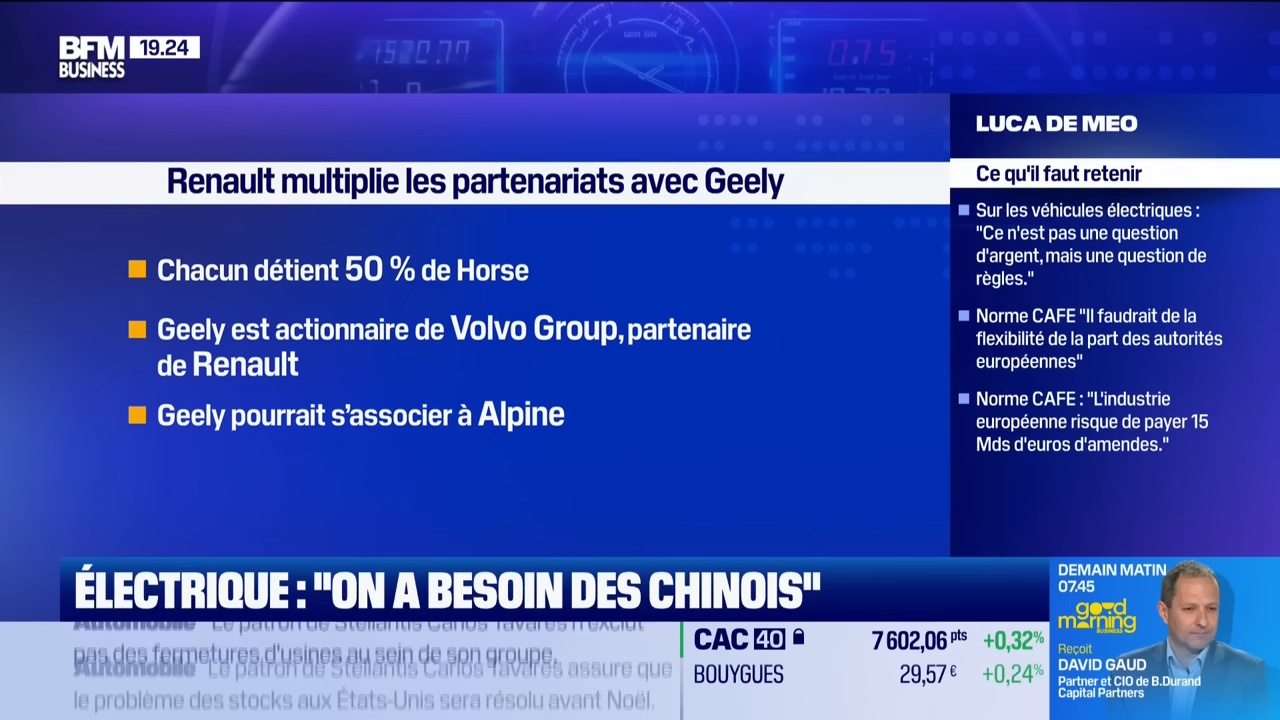 BFM
BUSINESS
19.24
Renault multiplie les partenariats avec Geely
Chacun détient 50 % de Horse
Geely est actionnaire de Volvo Group, partenaire
de Renault
Geely pourrait s'associer à Alpine
LUCA DE MEO
Ce qu'il faut retenir
Sur les véhicules électriques :
"Ce n'est pas une question
d'argent, mais une question de
règles."
Norme CAFE "Il faudrait de la
flexibilité de la part des autorités
européennes"
Norme CAFE : "L'industrie
européenne risque de payer 15
Mds d'euros d'amendes."
ÉLECTRIQUE : "ON A BESOIN DES CHINOIS"
Automobile Le patron de Stellantis Carlos Tavares n'exclut
pas des fermetures d'usines au sein de son groupe.
Automobile Le patron de Stellantis Carlos Tavares assure que
le problème des stocks aux États-Unis sera résolu avant Noël.
CAC 40 7 602,06 pts +0,32%
BOUYGUES 29,57 € +0,24%
DEMAIN MATIN
07.45
good
morning
BUSINESS
Reçoit
DAVID GAUD
Partner et CIO de B.Durand
Capital Partners